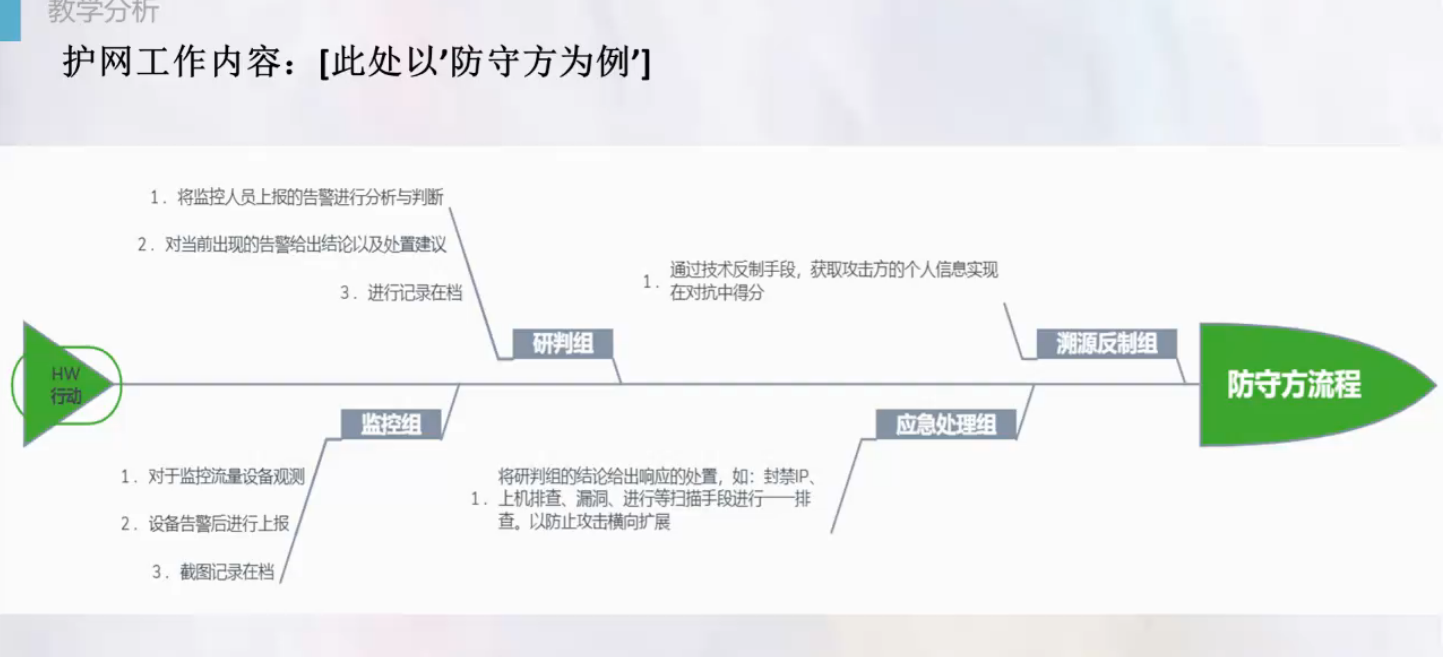 教学分析
护网工作内容：[此处以'防守方为例']
1. 将监控人员上报的告警进行分析与判断
2. 对当前出现的告警给出结论以及处置建议
3. 进行记录在档
1. 通过技术反制手段，获取攻击方的个人信息实现
在对抗中得分
研判组
溯源反制组
HW
行动
防守方流程
监控组
应急处理组
1. 对于监控流量设备观测
2. 设备告警后进行上报
3. 截图记录在档
将研判组的结论给出响应的处置，如：封禁IP、
1. 上机排查、漏洞、进行等扫描手段进行一一排
查。以防止攻击横向扩展